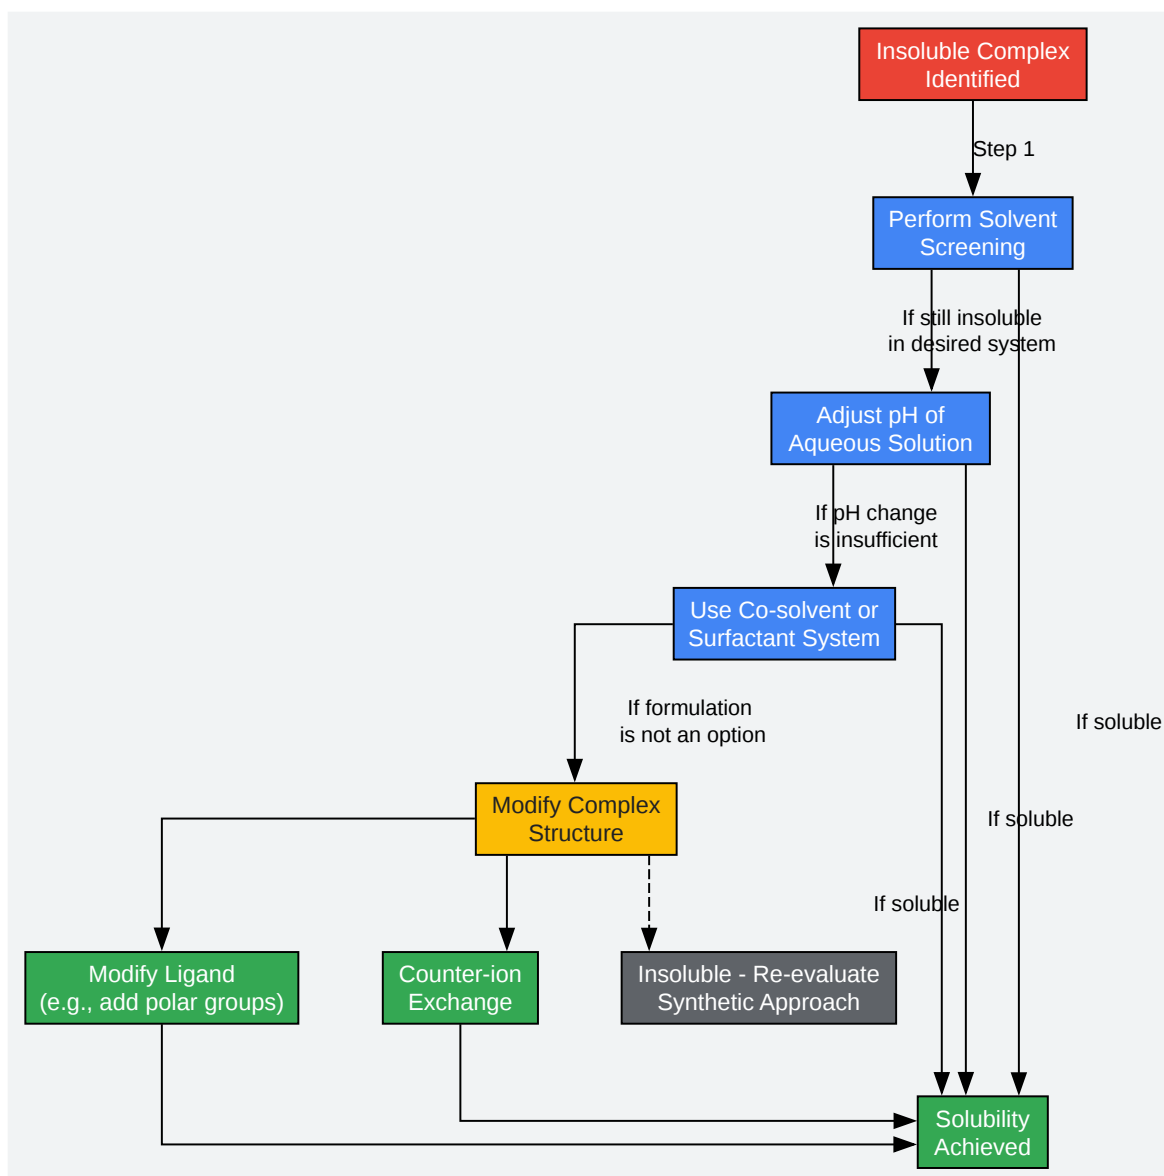 Insoluble Complex
Identified
Step 1
Perform Solvent
Screening
If still insoluble
in desired system
Adjust pH of
Aqueous Solution
If pH change
is insufficient
Use Co-solvent or
Surfactant System
If formulation
is not an option
If soluble
Modify Complex
Structure
If soluble
If soluble
Modify Ligand
(e.g., add polar groups)
Counter-ion
Exchange
Insoluble - Re-evaluate
Synthetic Approach
Solubility
Achieved